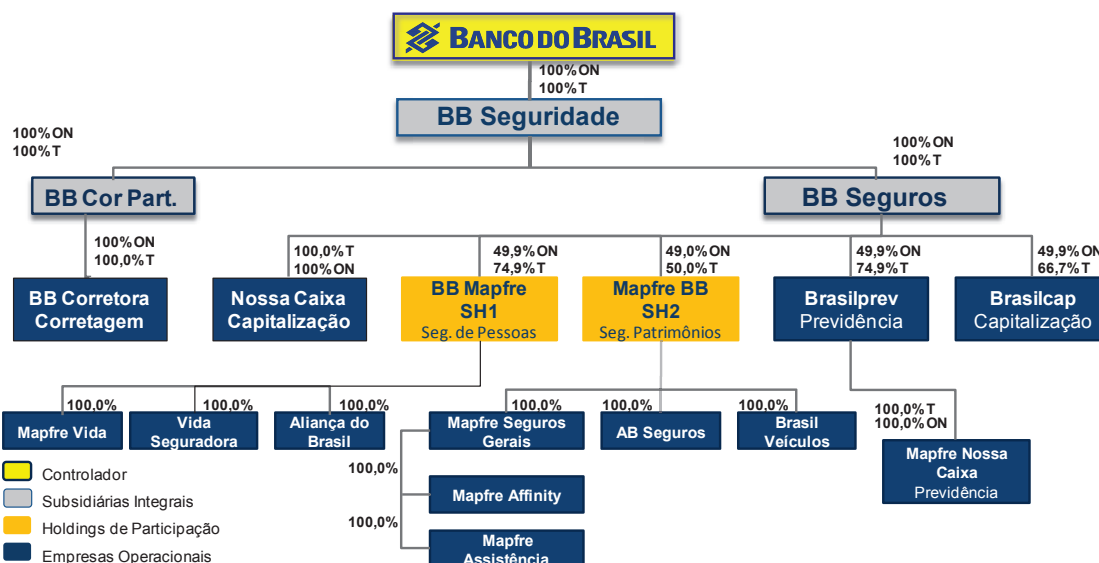 BANCO DO BRASIL
100% ON
100% T
BB Seguridade
100% ON
100% T
100% ON
100% T
BB Cor Part.
BB Seguros
100% ON
100,0% T
100,0% T
100% ON
49,9% ON
74,9% T
49,0% ON
50,0% T
49,9% ON
74,9% T
49,9% ON
66,7% T
BB Corretora
Corretagem
Nossa Caixa
Capitalização
BB Mapfre
SH1
Seg. de Pessoas
Mapfre BB
SH2
Seg. Patrimônios
Brasilprev
Previdência
Brasilcap
Capitalização
100,0%
100,0%
100,0%
100,0%
100,0%
100,0%
100,0% T
100,0% ON
Mapfre Vida
Vida
Seguradora
Aliança do
Brasil
Mapfre Seguros
Gerais
AB Seguros
Brasil
Veículos
Mapfre Nossa
Caixa
Previdência
100,0%
Mapfre Affinity
100,0%
Mapfre
Assistência
Controlador
Subsidiárias Integrais
Holdings de Participação
Empresas Operacionais